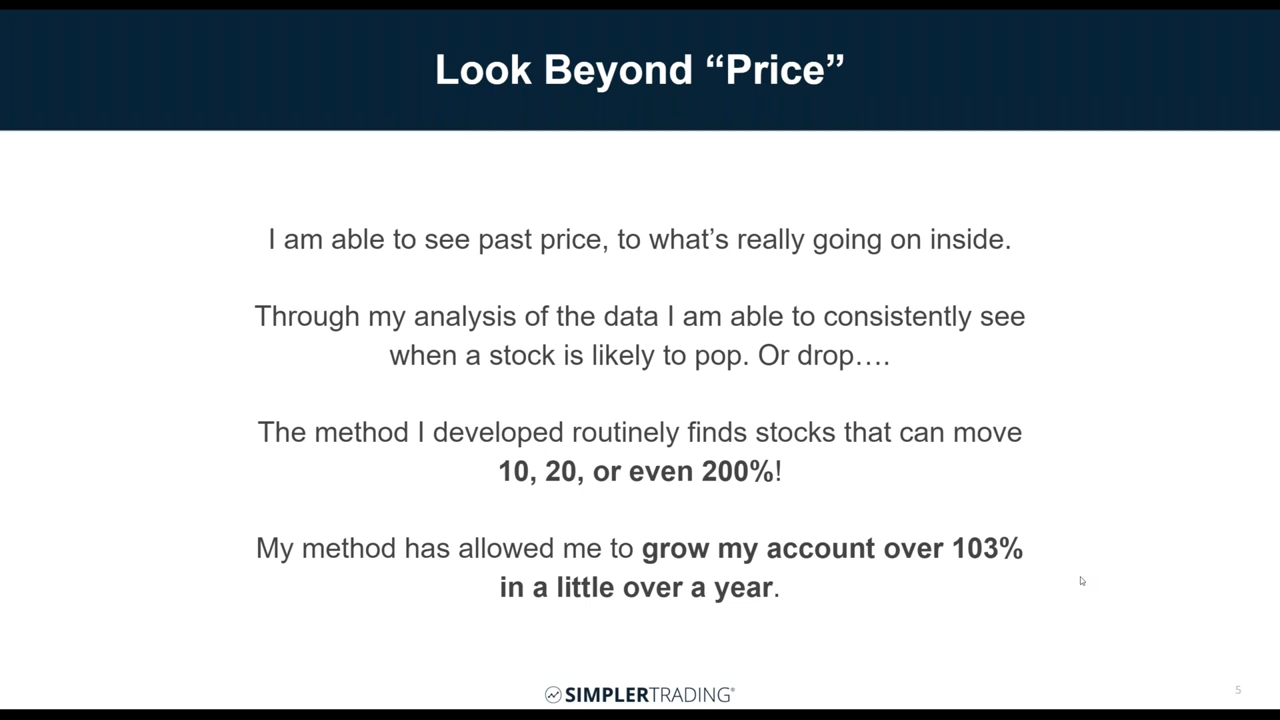 Look Beyond “Price”
I am able to see past price, to what’s really going on inside.
Through my analysis of the data I am able to consistently see
when a stock is likely to pop. Or drop….
The method I developed routinely finds stocks that can move
10, 20, or even 200%!
My method has allowed me to grow my account over 103%
in a little over a year.
SIMPLERTRADING®
5